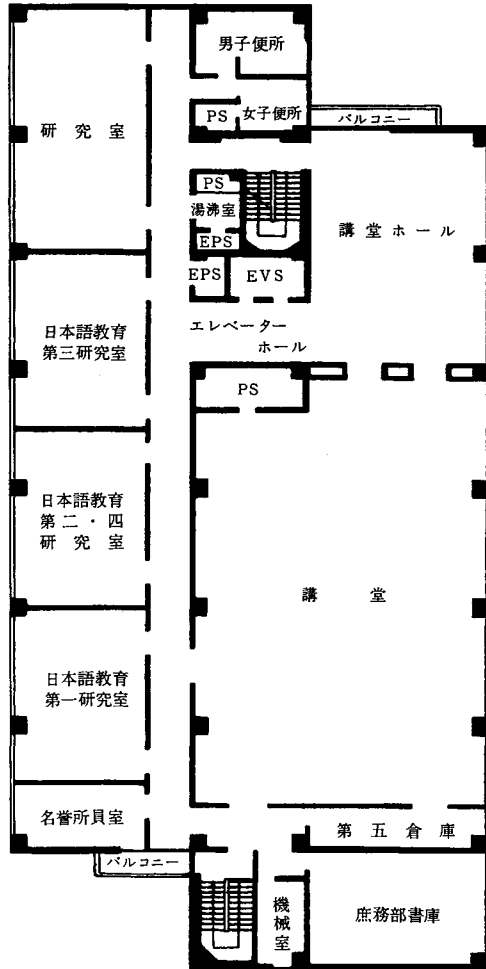 男子便所
PS
女子便所
バルコニー
研究室
PS
湯沸室
EPS
講堂ホール
EPS
EVS
エレベーター
ホール
日本語教育
第三研究室
PS
日本語教育
第二・四
研究室
講堂
日本語教育
第一研究室
名誉所員室
第五倉庫
バルコニー
機械室
庶務部書庫